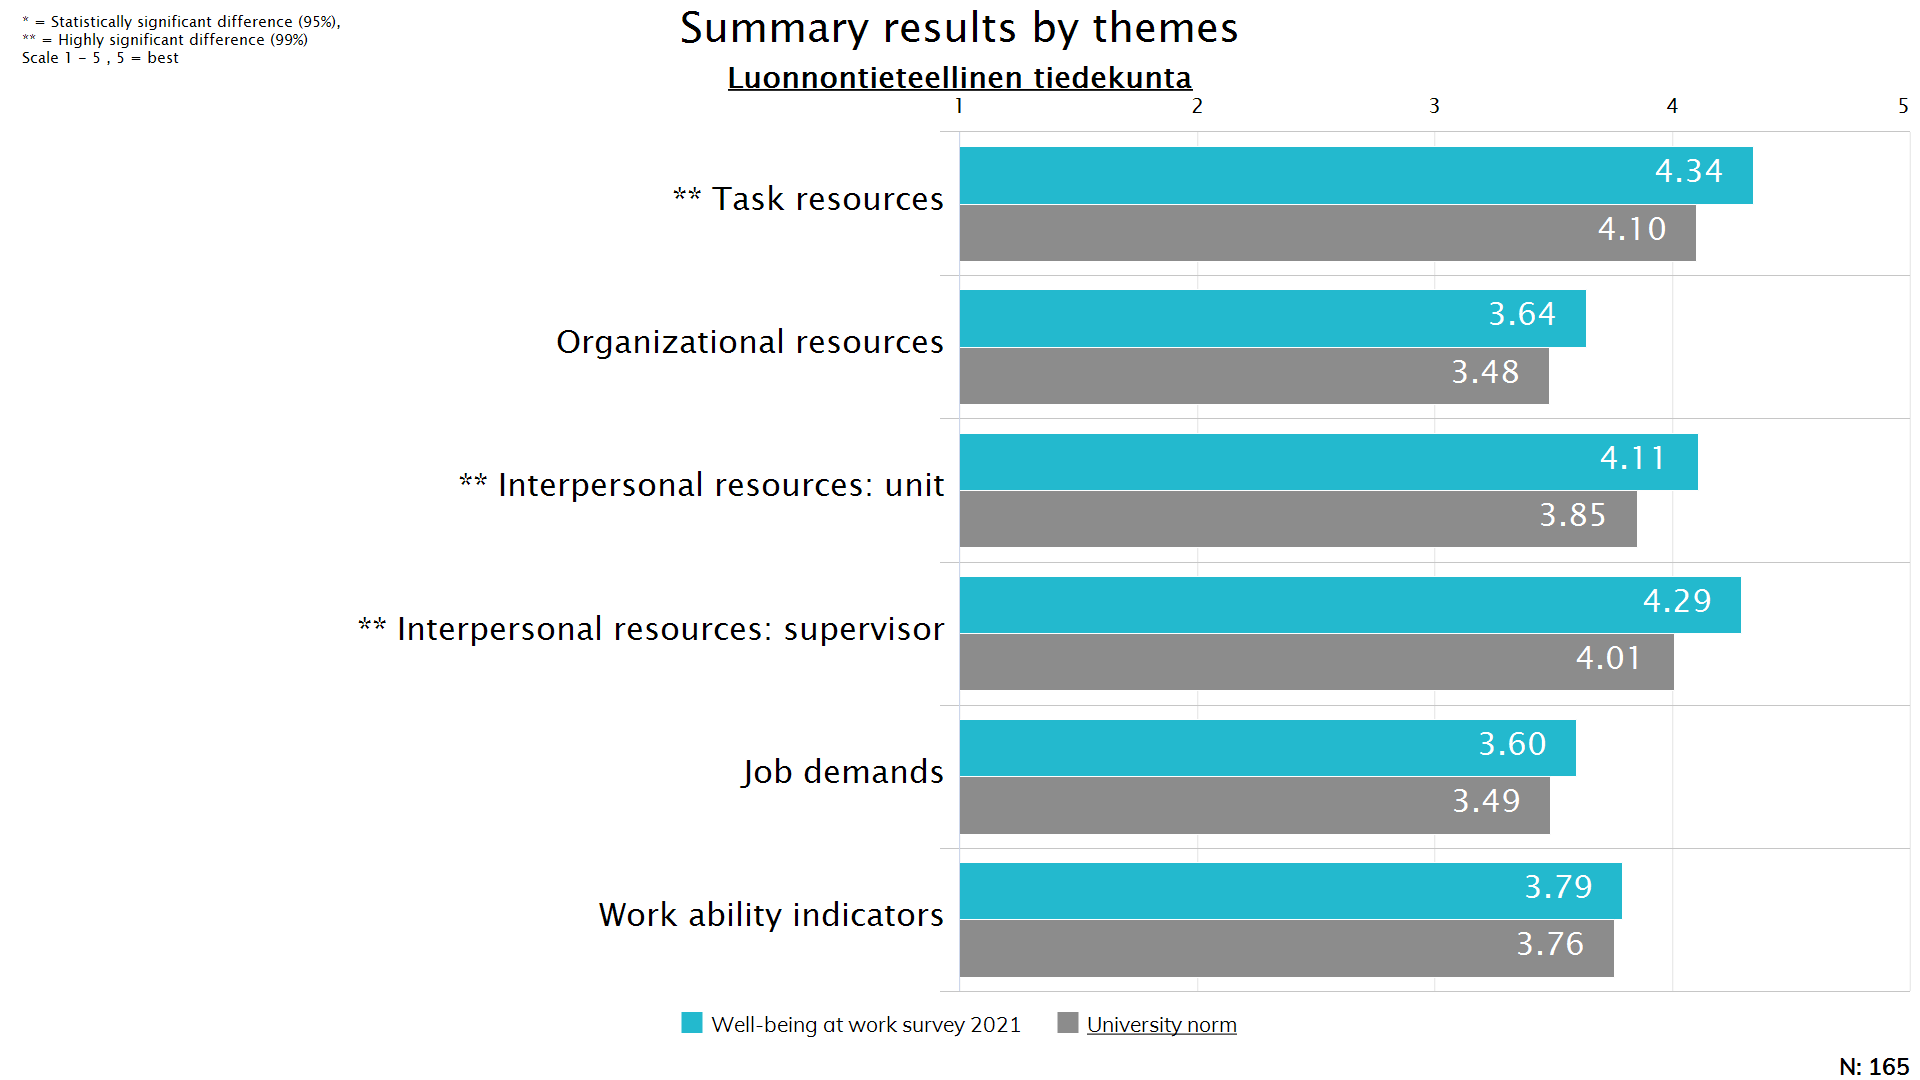 * = Statistically significant difference (95%),
** = Highly significant difference (99%)
Scale 1 - 5 , 5 = best
Summary results by themes
Luonnontieteellinen tiedekunta
1 2 3 4 5
** Task resources
4.34
4.10
Organizational resources
3.64
3.48
** Interpersonal resources: unit
4.11
3.85
** Interpersonal resources: supervisor
4.29
4.01
Job demands
3.60
3.49
Work ability indicators
3.79
3.76
Well-being at work survey 2021 University norm
N: 165